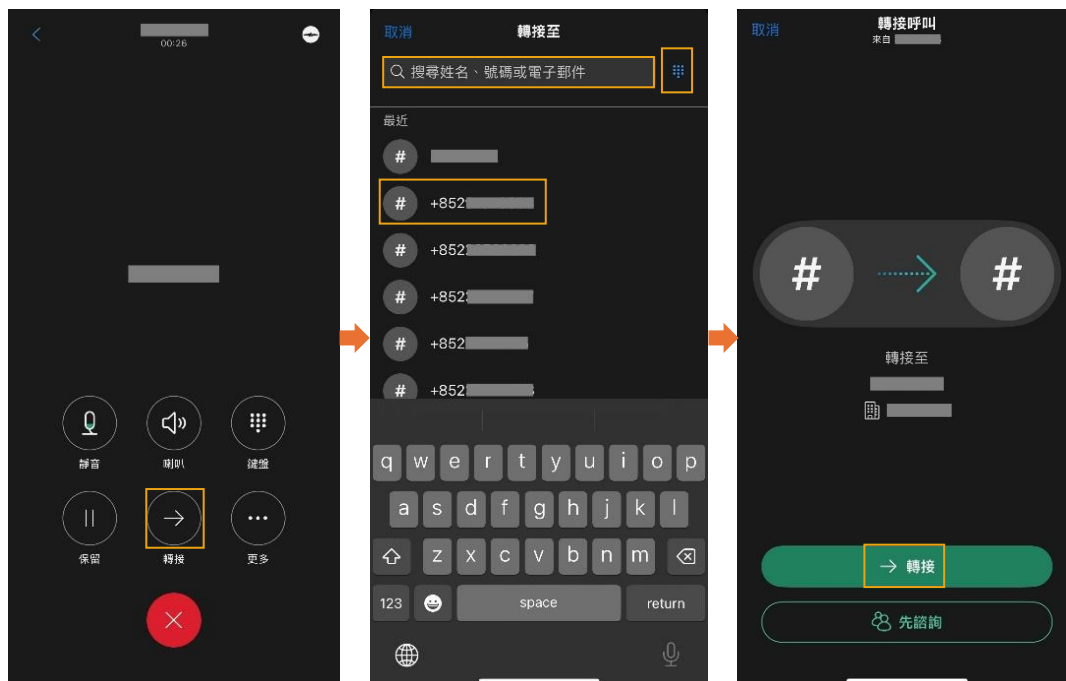 00:26
靜音
喇叭
鍵盤
保留
轉接
更多
取消
轉接至
搜尋姓名、號碼或電子郵件
最近
#
# +852
# +852
# +852
# +852
# +852
q w e r t y u i o p
a s d f g h j k l
z x c v b n m
123
space
return
取消
轉接呼叫
來自
# #
轉接至
轉接
先諮詢